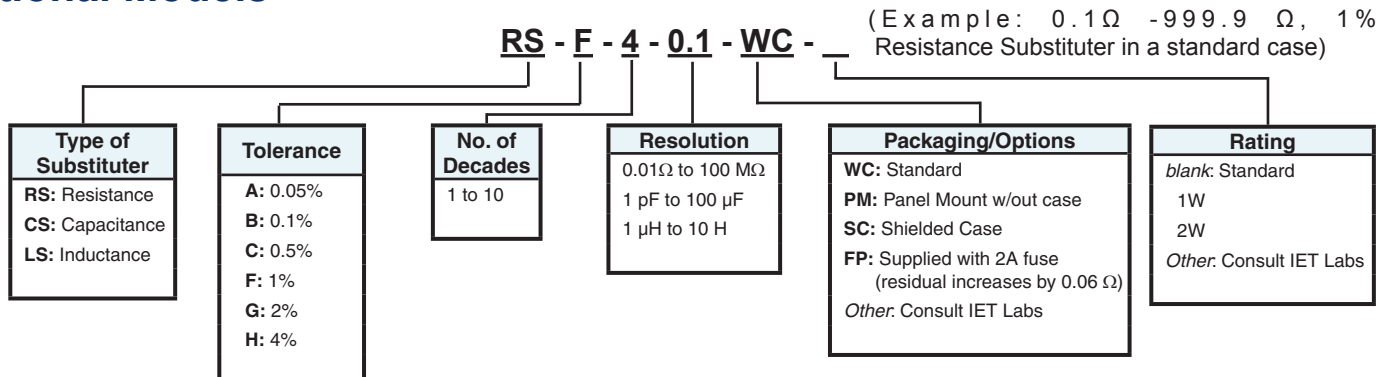 (Example: 0.1Ω -999.9 Ω, 1%
RS - F - 4 - 0.1 - WC - __ Resistance Substituter in a standard case)
Type of
Substituter
RS: Resistance
CS: Capacitance
LS: Inductance
Tolerance
A: 0.05%
B: 0.1%
C: 0.5%
F: 1%
G: 2%
H: 4%
No. of
Decades
1 to 10
Resolution
0.01Ω to 100 MΩ
1 pF to 100 µF
1 µH to 10 H
Packaging/Options
WC: Standard
PM: Panel Mount w/out case
SC: Shielded Case
FP: Supplied with 2A fuse
(residual increases by 0.06 Ω)
Other: Consult IET Labs
Rating
blank: Standard
1W
2W
Other: Consult IET Labs